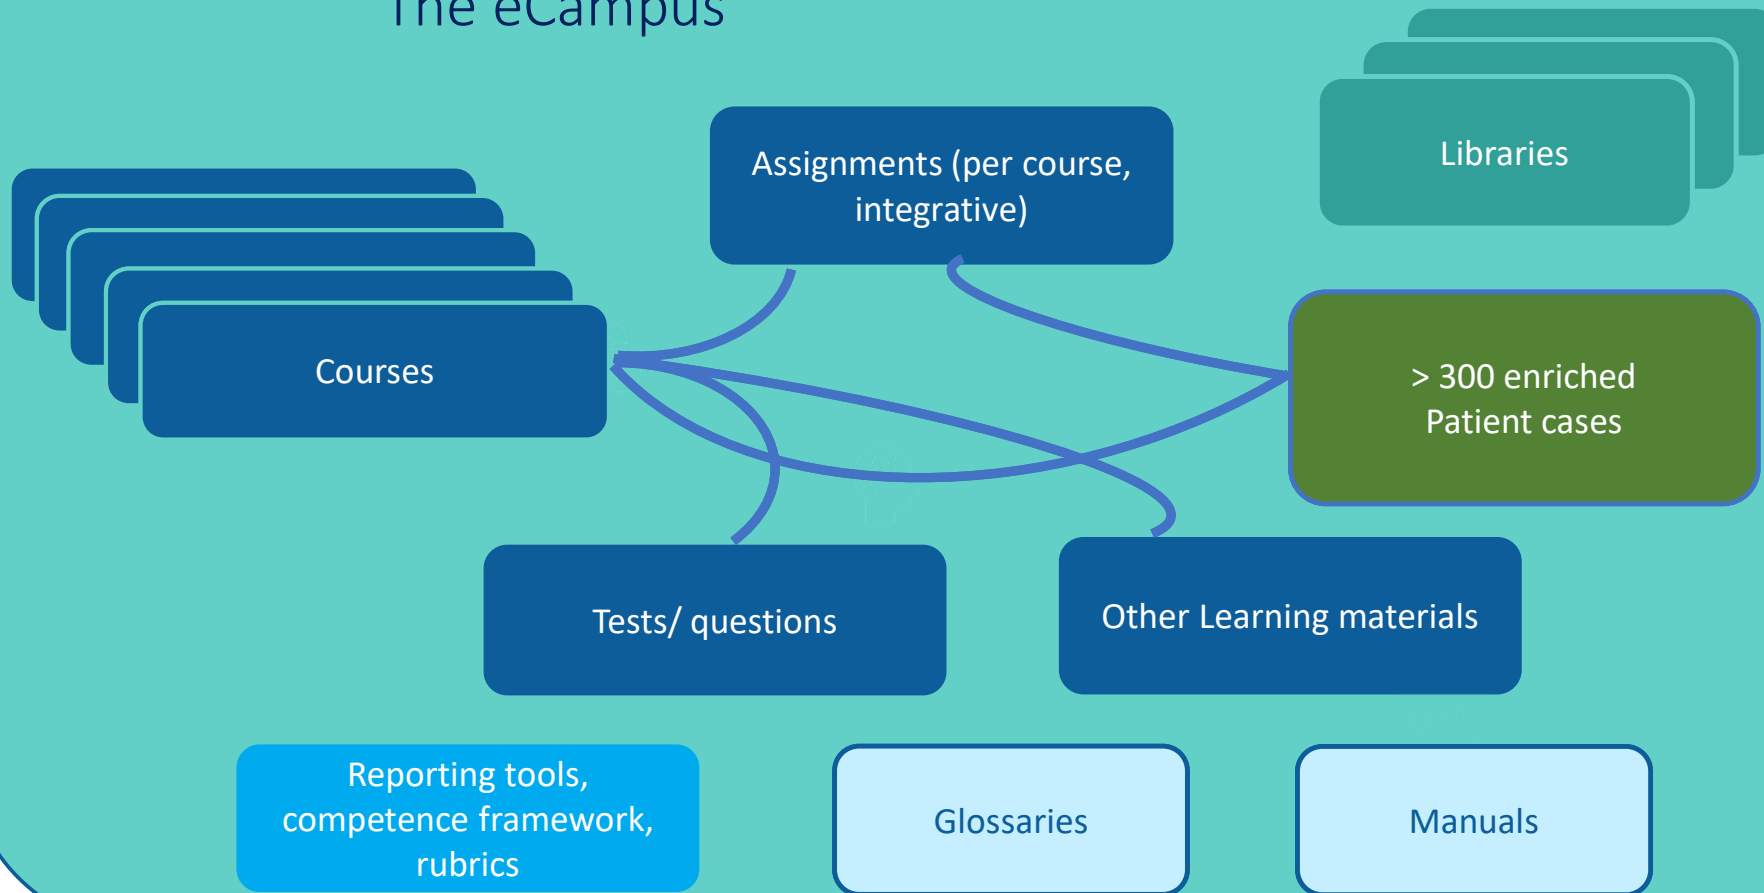 The eCampus
Assignments (per course,
integrative)
Libraries
Courses
> 300 enriched
Patient cases
Tests/ questions
Other Learning materials
Reporting tools,
competence framework,
rubrics
Glossaries
Manuals